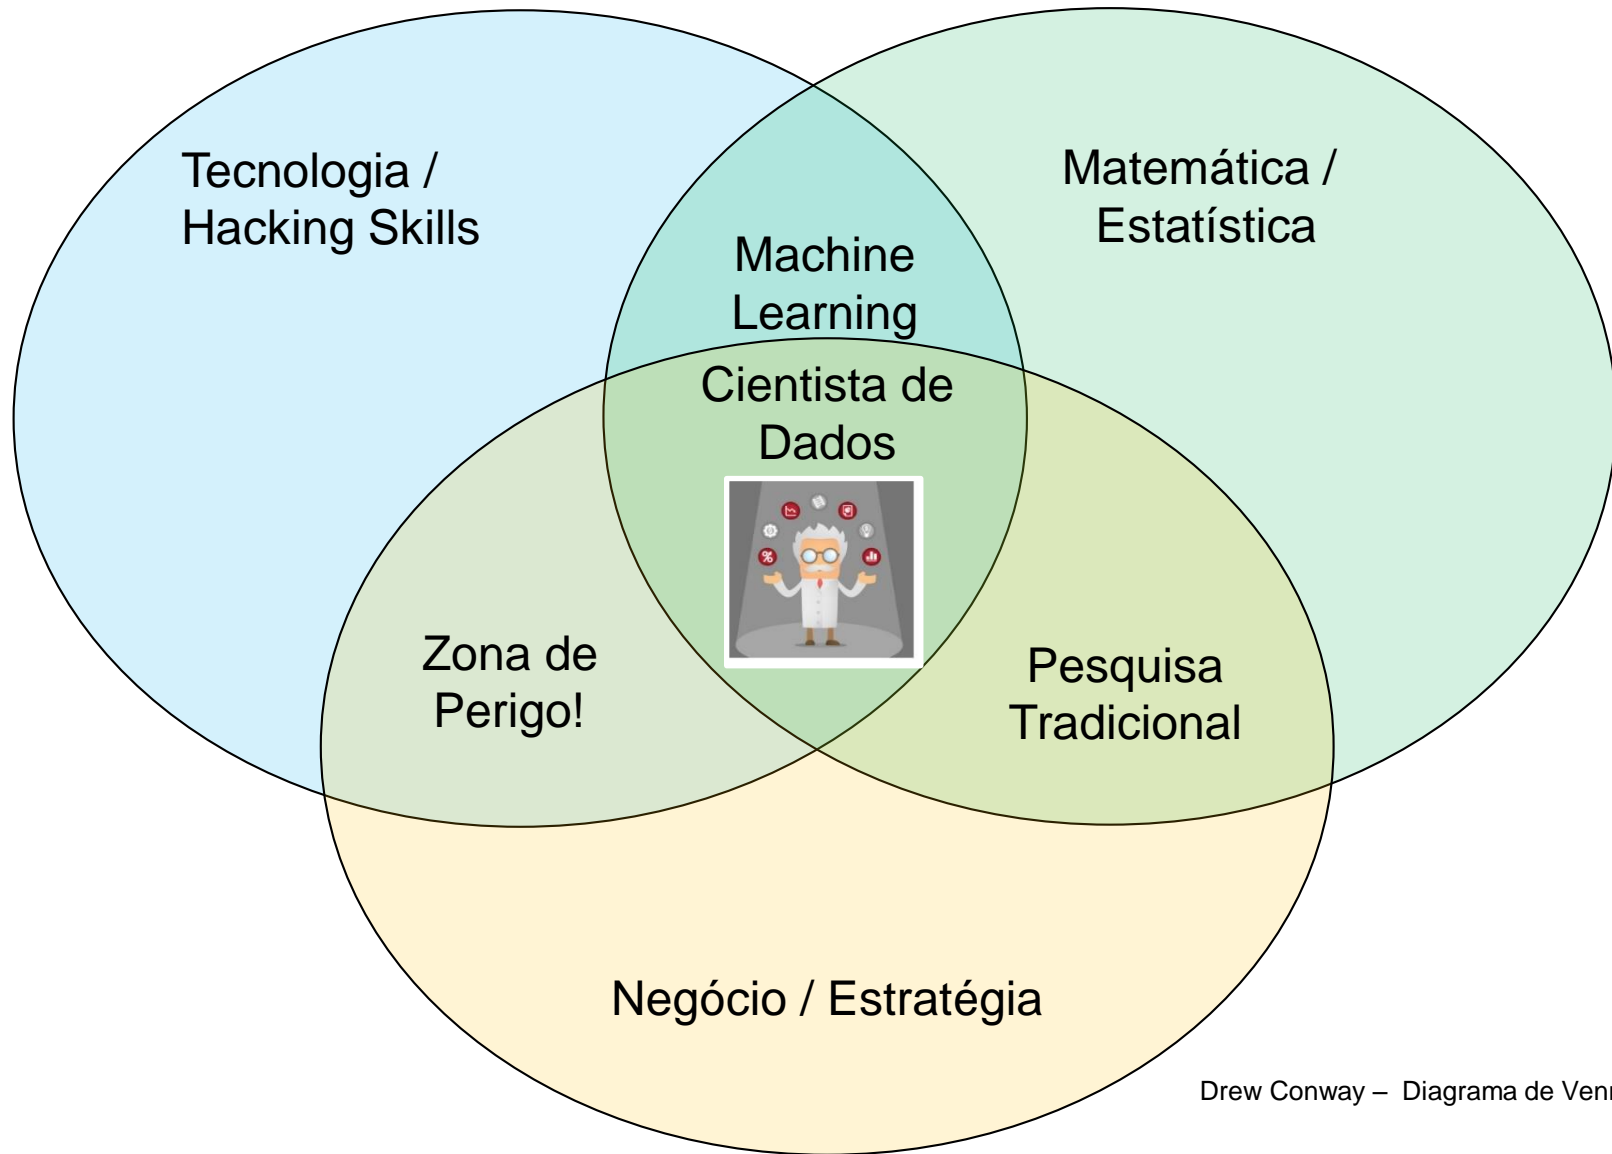 Tecnologia /
Hacking Skills
Matemática /
Estatística
Machine
Learning
Cientista de
Dados
%
Zona de
Perigo!
Pesquisa
Tradicional
Negócio / Estratégia
Drew Conway – Diagrama de Venn